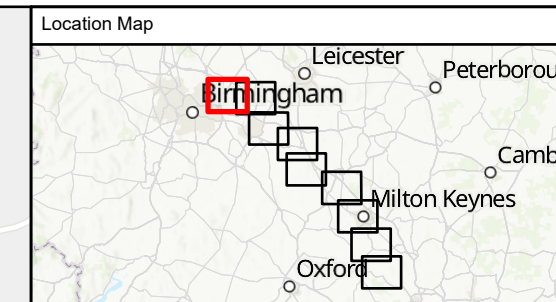 Location Map
Leicester
Peterborou
Birmingham
Camb
Milton Keynes
Oxford